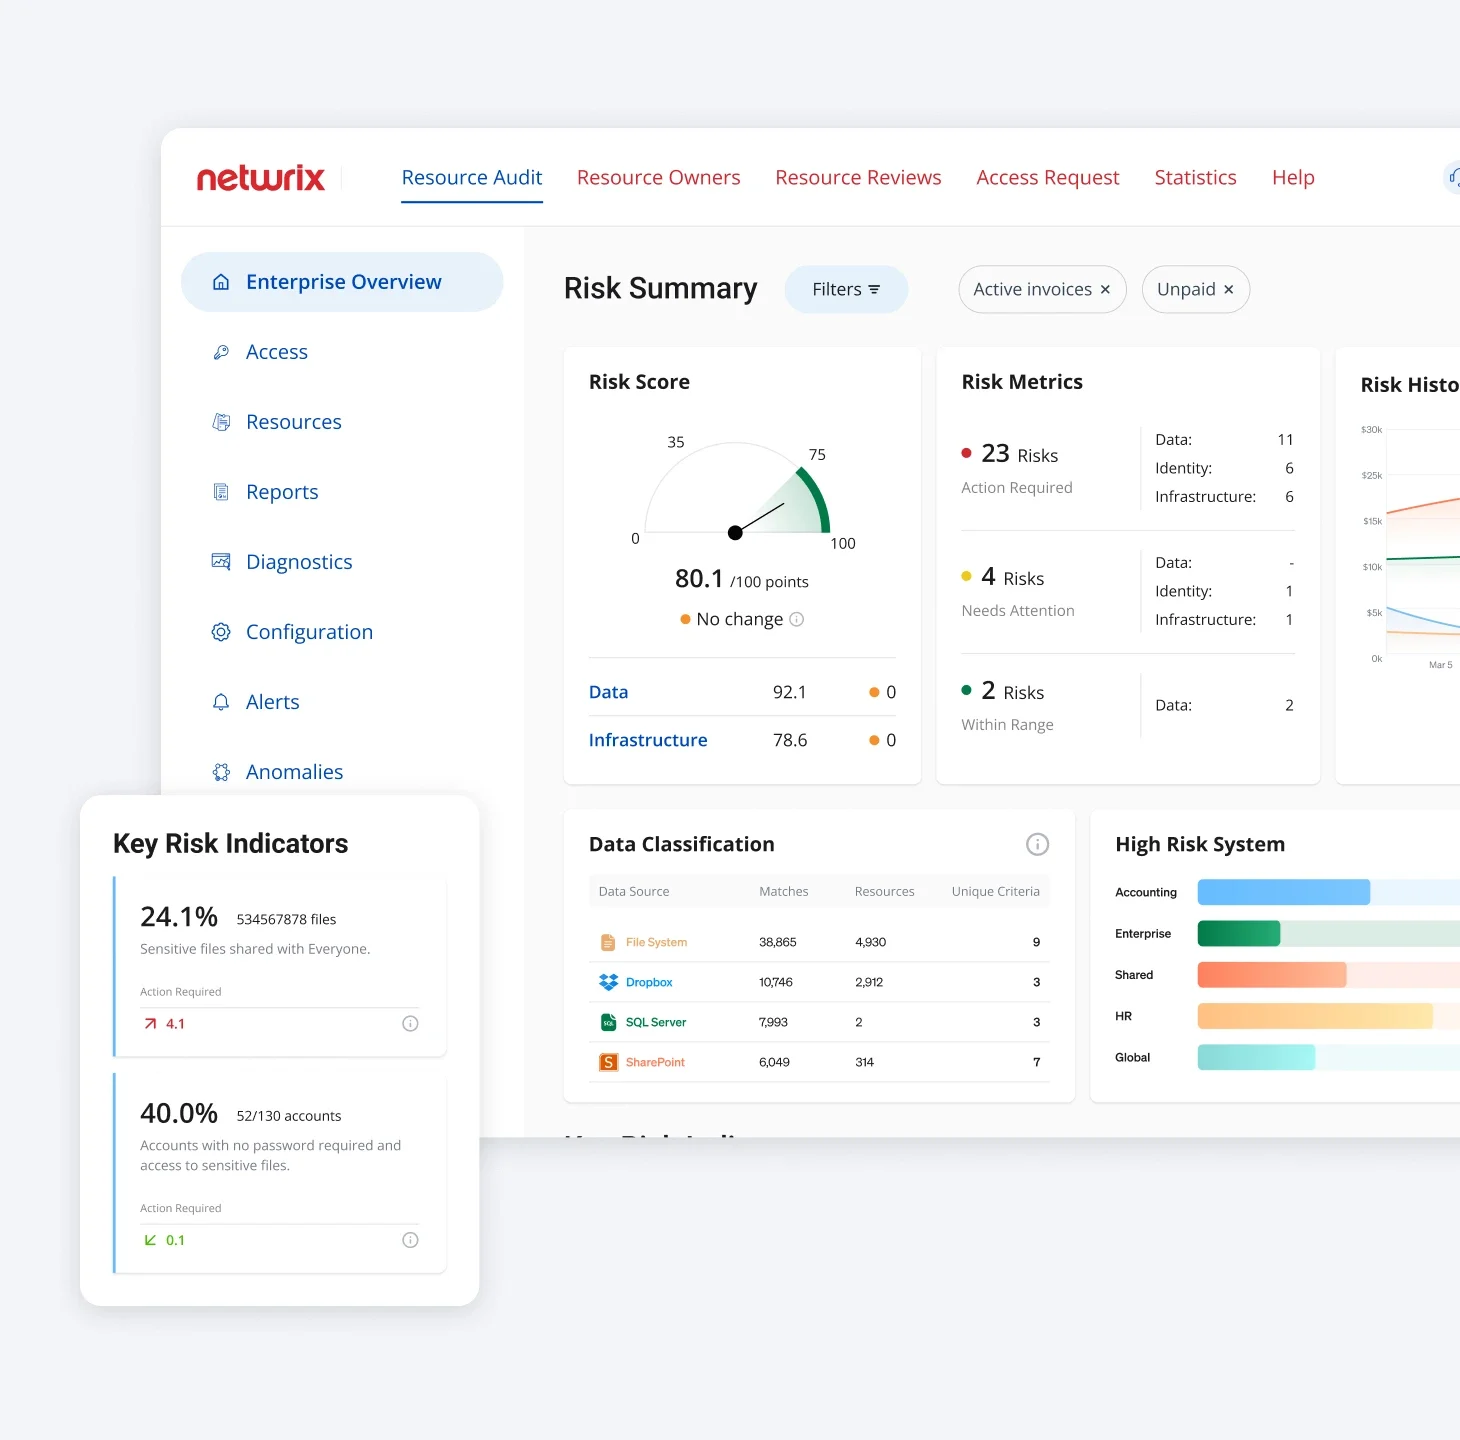 netwrix
Resource Audit Resource Owners Resource Reviews Access Request Statistics Help
Enterprise Overview
Access
Resources
Reports
Diagnostics
Configuration
Alerts
Anomalies
Risk Summary
Filters
Active invoices ×
Unpaid ×
Risk Score
35
75
0
100
80.1 /100 points
No change
Data 92.1 0
Infrastructure 78.6 0
Risk Metrics
23 Risks
Action Required
Data: 11
Identity: 6
Infrastructure: 6
4 Risks
Needs Attention
Data: -
Identity: 1
Infrastructure: 1
2 Risks
Within Range
Data: 2
Risk Histo
$30k
$25k
$15k
$10k
$5k
0k
Mar 5
Key Risk Indicators
24.1% 534567878 files
Sensitive files shared with Everyone.
Action Required
4.1
40.0% 52/130 accounts
Accounts with no password required and
access to sensitive files.
Action Required
0.1
Data Classification
Data Source Matches Resources Unique Criteria
File System 38,865 4,930 9
Dropbox 10,746 2,912 3
SQL Server 7,993 2 3
SharePoint 6,049 314 7
High Risk System
Accounting
Enterprise
Shared
HR
Global